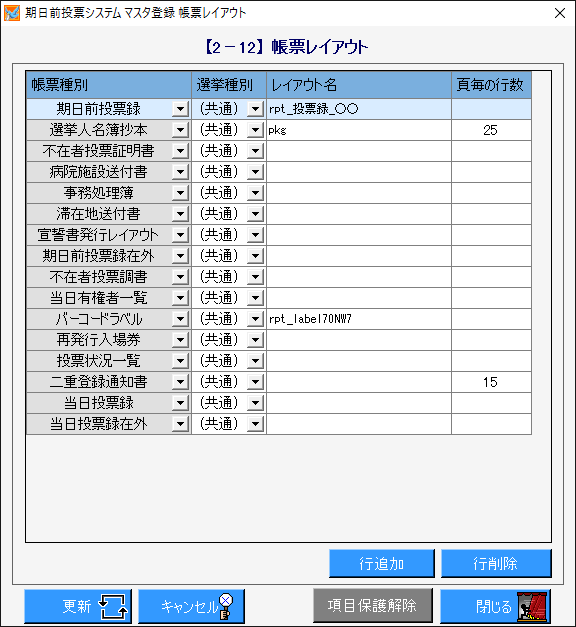 期日前投票システム マスタ登録 帳票レイアウト
【2－12】帳票レイアウト
帳票種別 選挙種別 レイアウト名 頁毎の行数
期日前投票録 (共通) rpt_投票録_○○
選挙人名簿抄本 (共通) pkg 25
不在者投票証明書 (共通)
病院施設送付書 (共通)
事務処理簿 (共通)
滞在地送付書 (共通)
宣誓書発行レイアウト (共通)
期日前投票録在外 (共通)
不在者投票調書 (共通)
当日有権者一覧 (共通)
バーコードラベル (共通) rpt_label70NW7
再発行入場券 (共通)
投票状況一覧 (共通)
二重登録通知書 (共通) 15
当日投票録 (共通)
当日投票録在外 (共通)
行追加 行削除
更新 キャンセル 項目保護解除 閉じる